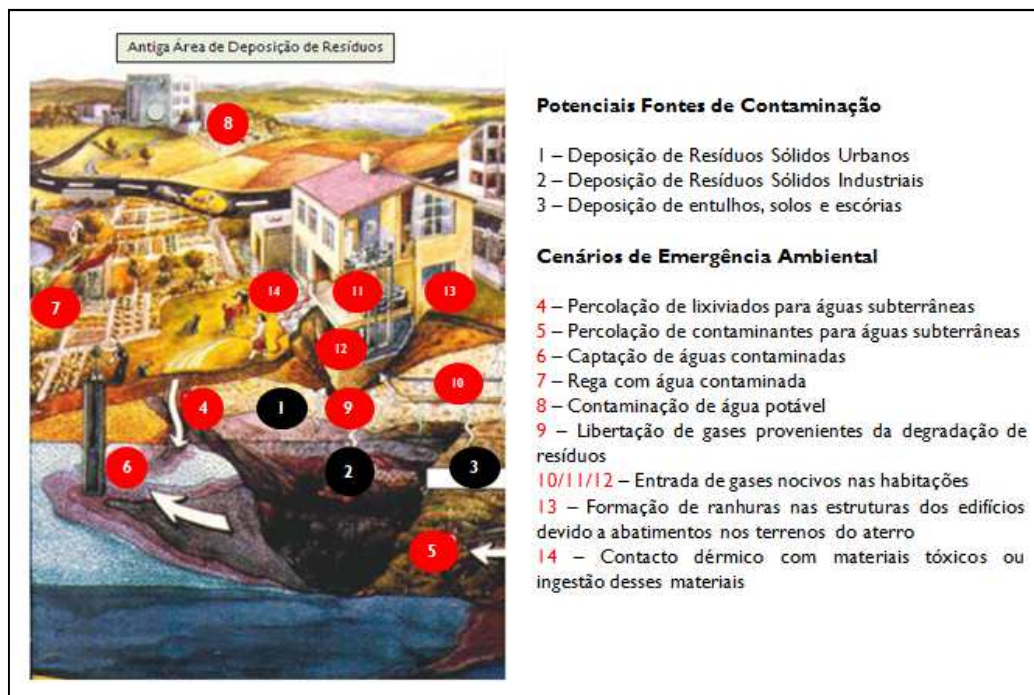 Antiga Área de Deposição de Resíduos
8
7
14
11
13
12
10
4
1
9
6
2
3
5
Potenciais Fontes de Contaminação
1 – Deposição de Resíduos Sólidos Urbanos
2 – Deposição de Resíduos Sólidos Industriais
3 – Deposição de entulhos, solos e escórias
Cenários de Emergência Ambiental
4 – Percolação de lixiviados para águas subterrâneas
5 – Percolação de contaminantes para águas subterrâneas
6 – Captação de águas contaminadas
7 – Rega com água contaminada
8 – Contaminação de água potável
9 – Libertação de gases provenientes da degradação de
resíduos
10/11/12 – Entrada de gases nocivos nas habitações
13 – Formação de ranhuras nas estruturas dos edifícios
devido a abatimentos nos terrenos do aterro
14 – Contacto dérmico com materiais tóxicos ou
ingestão desses materiais